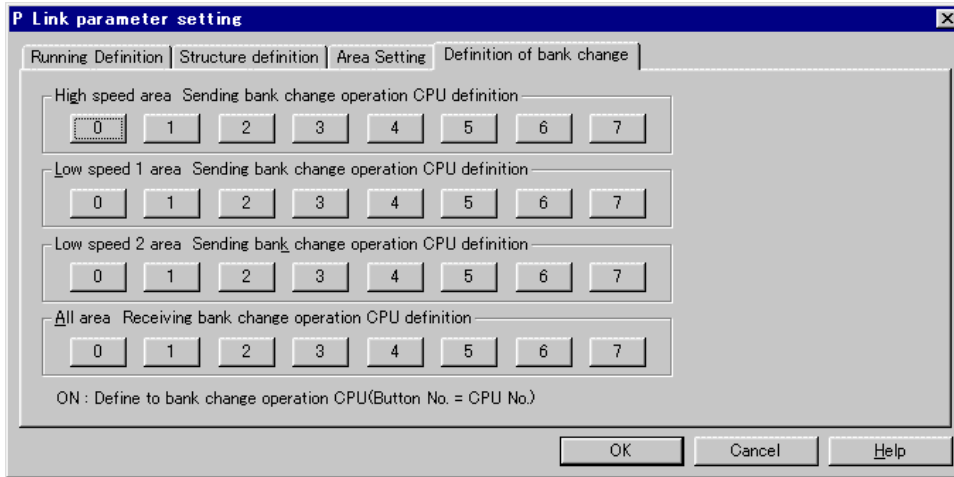 P Link parameter setting
Running Definition Structure definition Area Setting Definition of bank change
High speed area Sending bank change operation CPU definition
0 1 2 3 4 5 6 7
Low speed 1 area Sending bank change operation CPU definition
0 1 2 3 4 5 6 7
Low speed 2 area Sending bank change operation CPU definition
0 1 2 3 4 5 6 7
All area Receiving bank change operation CPU definition
0 1 2 3 4 5 6 7
ON : Define to bank change operation CPU(Button No. = CPU No.)
OK Cancel Help